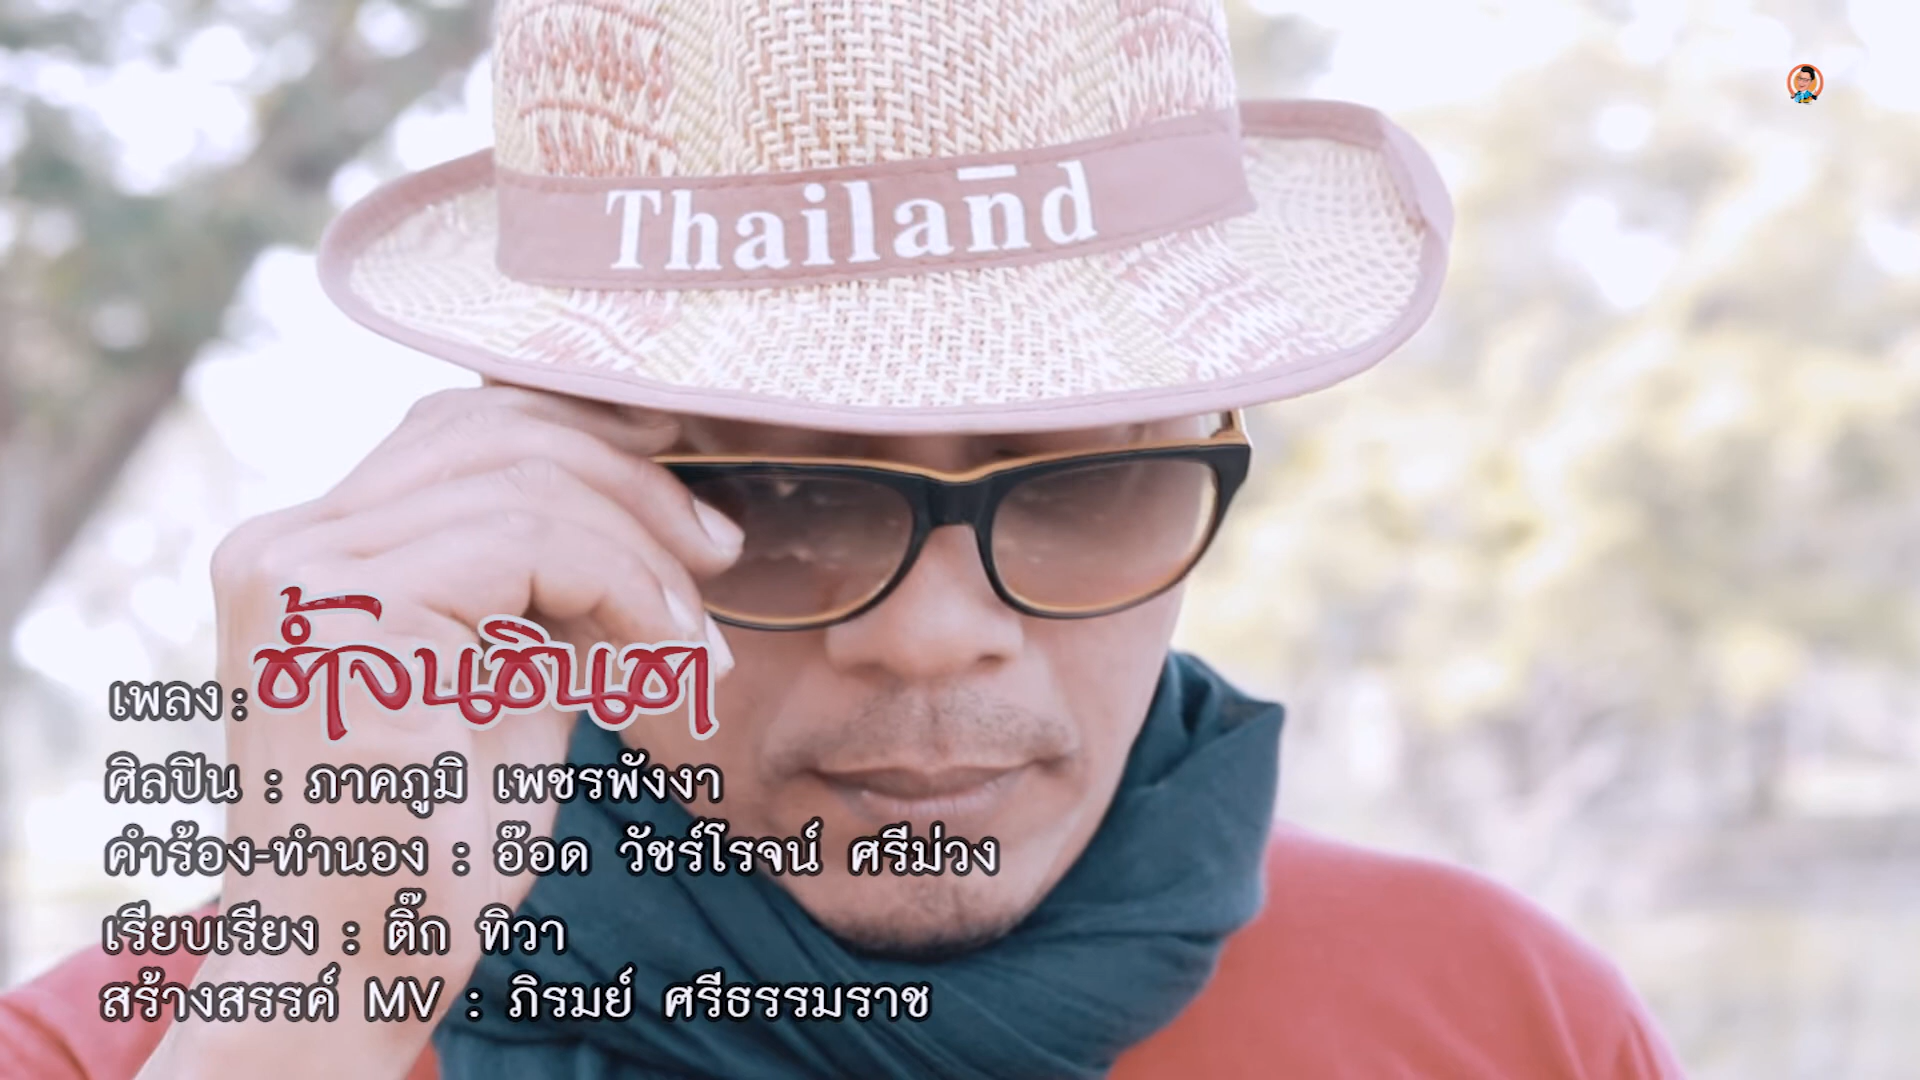 Thailand
เพลง : ช้ำจนชินชา
ศิลปิน : ภาคภูมิ เพชรพังงา
คำร้อง-ทำนอง : อ๊อด วัชร์โรจน์ ศรีม่วง
เรียบเรียง : ติ๊ก ทิวา
สร้างสรรค์ MV : ภิรมย์ ศรีธรรมราช